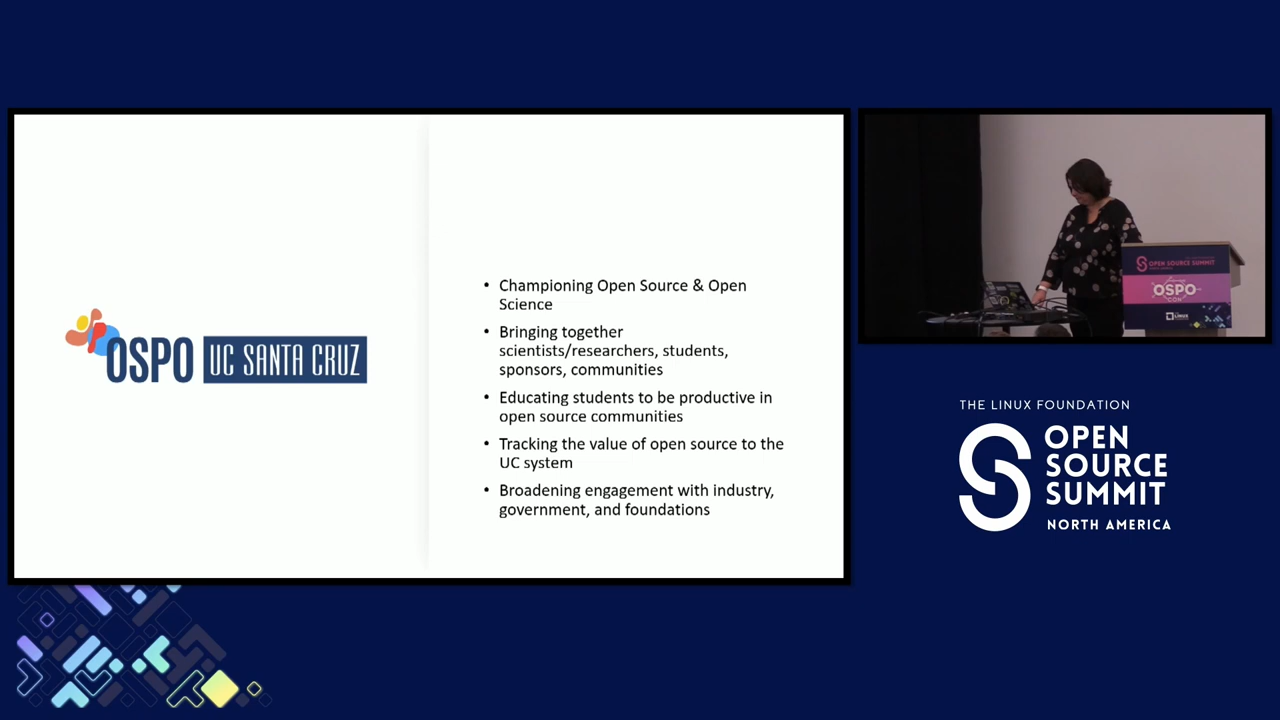 OSPO UC SANTA CRUZ
• Championing Open Source & Open
Science
• Bringing together
scientists/researchers, students,
sponsors, communities
• Educating students to be productive in
open source communities
• Tracking the value of open source to the
UC system
• Broadening engagement with industry,
government, and foundations
OPEN SOURCE SUMMIT
OSPO
CON
THE LINUX FOUNDATION
OPEN
SOURCE
SUMMIT
NORTH AMERICA